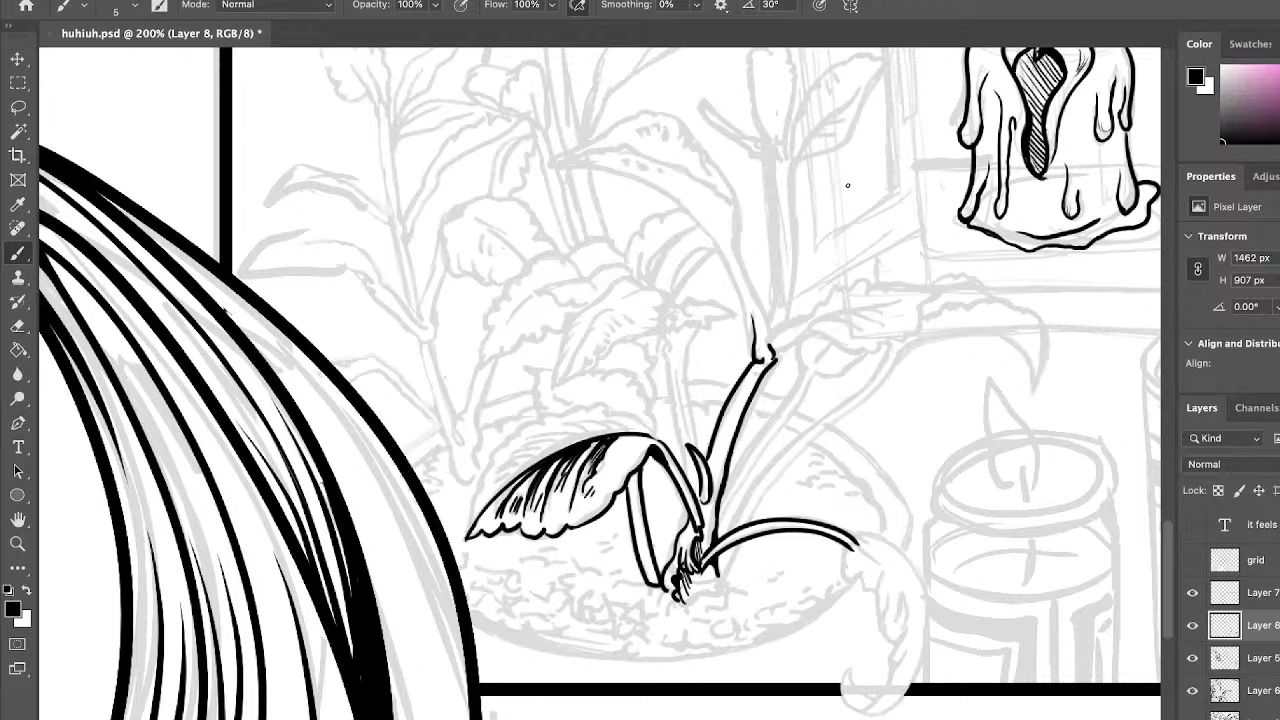 Mode: Normal Opacity: 100% Flow: 100% Smoothing: 0% 30°
5
huhiuh.psd @ 200% (Layer 8, RGB/8) *
Color Swatches
Properties Adjus
Pixel Layer
Transform
W 1462 px
H 907 px
0.00°
Align and Distrib
Align:
Layers Channels
Kind
Normal
Lock:
it feels
grid
Layer 7
Layer 8
Layer 5
Layer 6